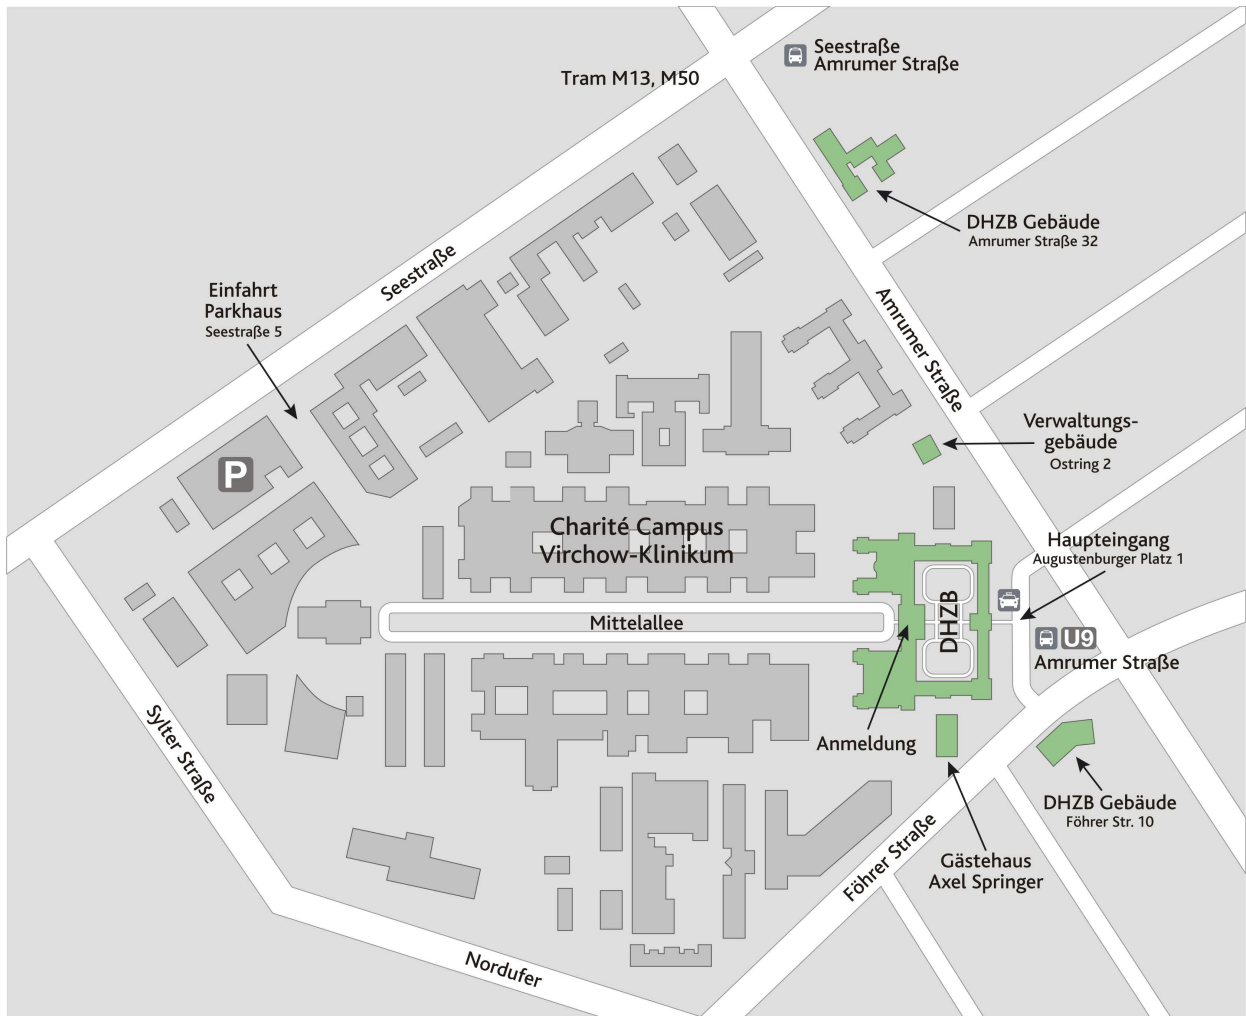 Seestraße
Amrumer Straße
Tram M13, M50
DHZB Gebäude
Amrumer Straße 32
Seestraße
Einfahrt
Parkhaus
Seestraße 5
Amrumer Straße
Verwaltungs-
gebäude
Ostring 2
P
Charité Campus
Virchow-Klinikum
Haupteingang
Augustenburger Platz 1
Mittelallee
DHZB
U9
Amrumer Straße
Sylter Straße
Anmeldung
DHZB Gebäude
Föhrer Str. 10
Föhrer Straße
Gästehaus
Axel Springer
Nordufer